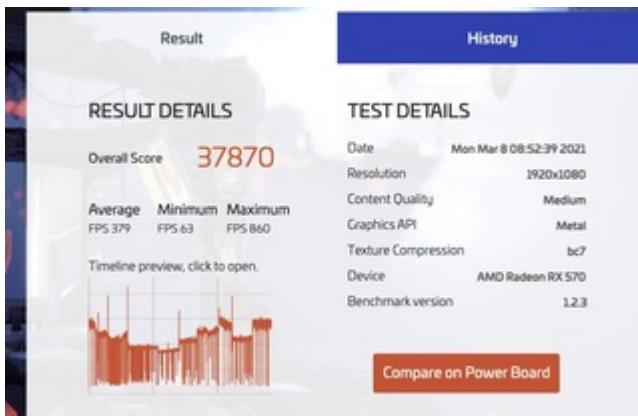 Result
History
RESULT DETAILS
Overall Score 37870
Average Minimum Maximum
FPS 379 FPS 63 FPS 860
Timeline preview, click to open.
TEST DETAILS
Date Mon Mar 8 08:52:39 2021
Resolution 1920x1080
Content Quality Medium
Graphics API Metal
Texture Compression bc7
Device AMD Radeon RX 570
Benchmark version 1.2.3
Compare on Power Board